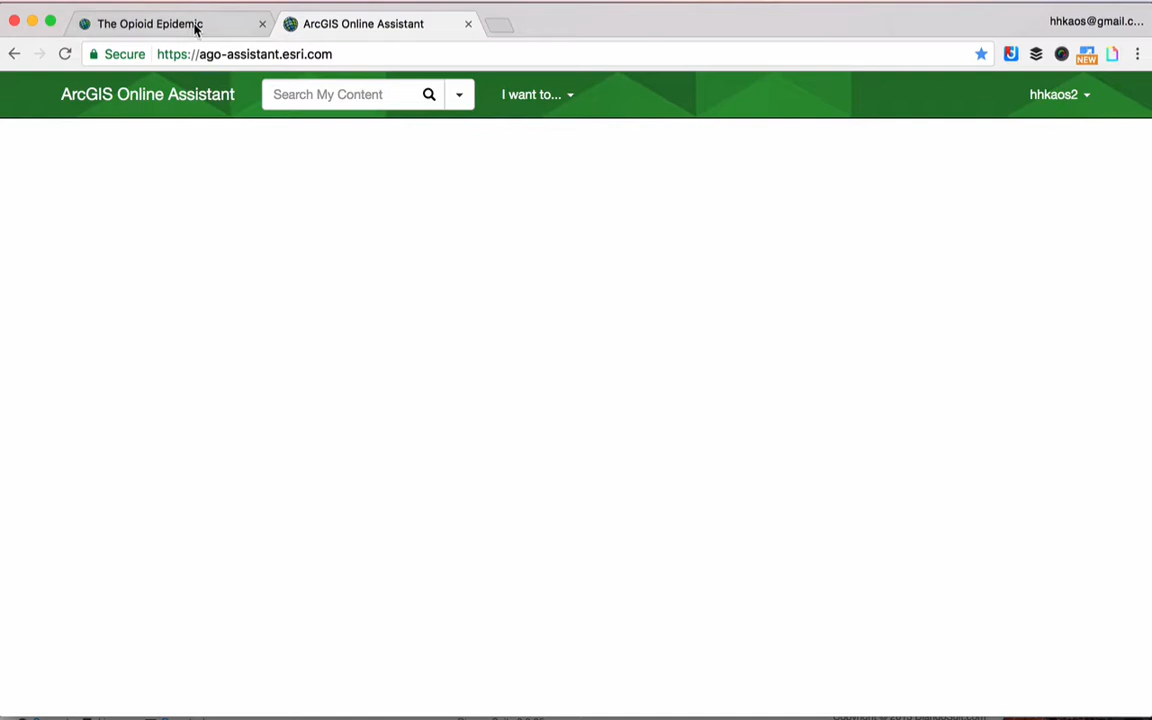 The Opioid Epidemic
ArcGIS Online Assistant
hhkaos@gmail.c...
Secure https://ago-assistant.esri.com
NEW
ArcGIS Online Assistant
Search My Content
I want to...
hhkaos2